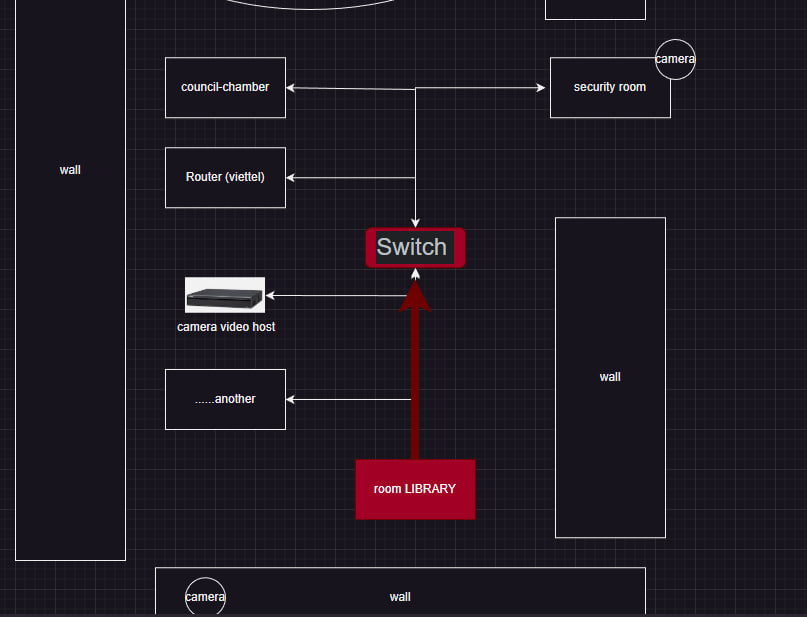 camera
council-chamber
security room
wall
Router (viettel)
Switch
camera video host
wall
......another
room LIBRARY
camera
wall